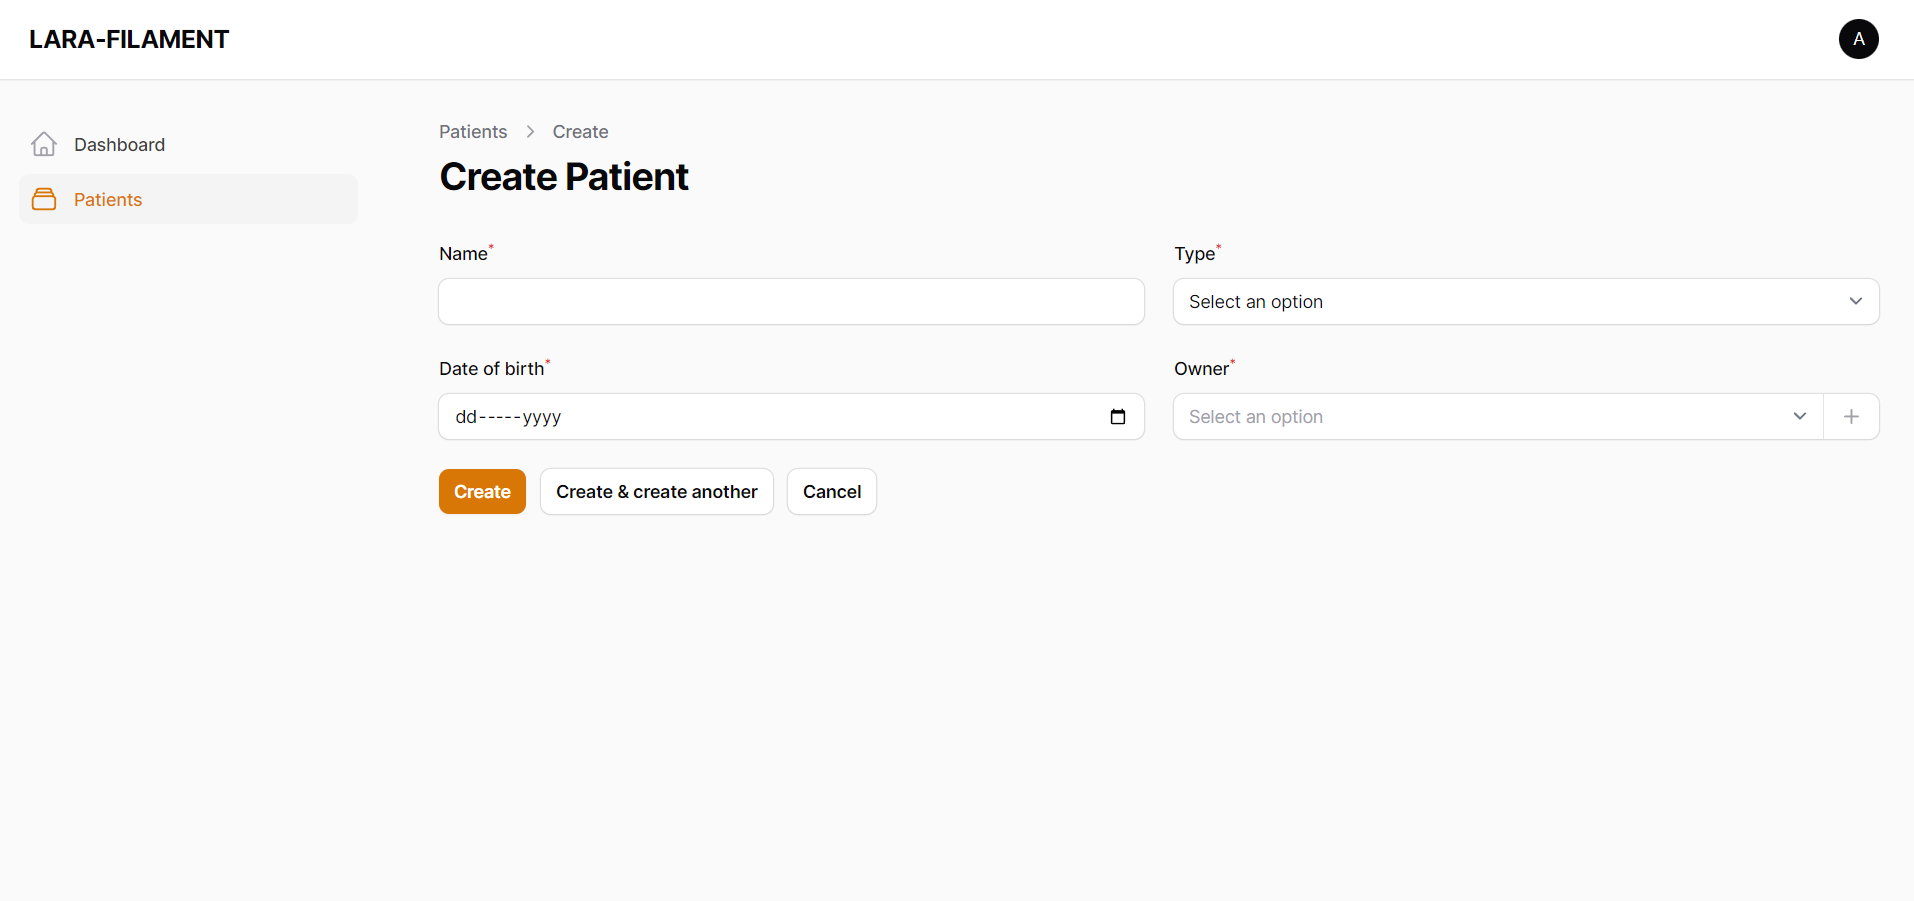 LARA-FILAMENT
A
Dashboard
Patients
Patients > Create
Create Patient
Name*
Type*
Select an option
Date of birth*
dd-----yyyy
Owner*
Select an option
+
Create
Create & create another
Cancel